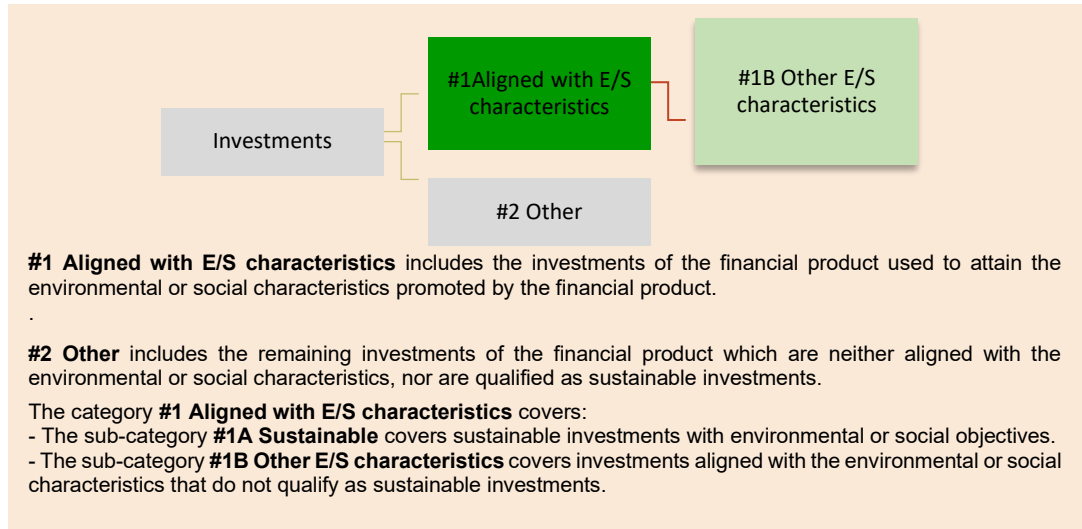 #1Aligned with E/S
characteristics
#1B Other E/S
characteristics
Investments
#2 Other
#1 Aligned with E/S characteristics includes the investments of the financial product used to attain the
environmental or social characteristics promoted by the financial product.
.
#2 Other includes the remaining investments of the financial product which are neither aligned with the
environmental or social characteristics, nor are qualified as sustainable investments.
The category #1 Aligned with E/S characteristics covers:
- The sub-category #1A Sustainable covers sustainable investments with environmental or social objectives.
- The sub-category #1B Other E/S characteristics covers investments aligned with the environmental or social
characteristics that do not qualify as sustainable investments.